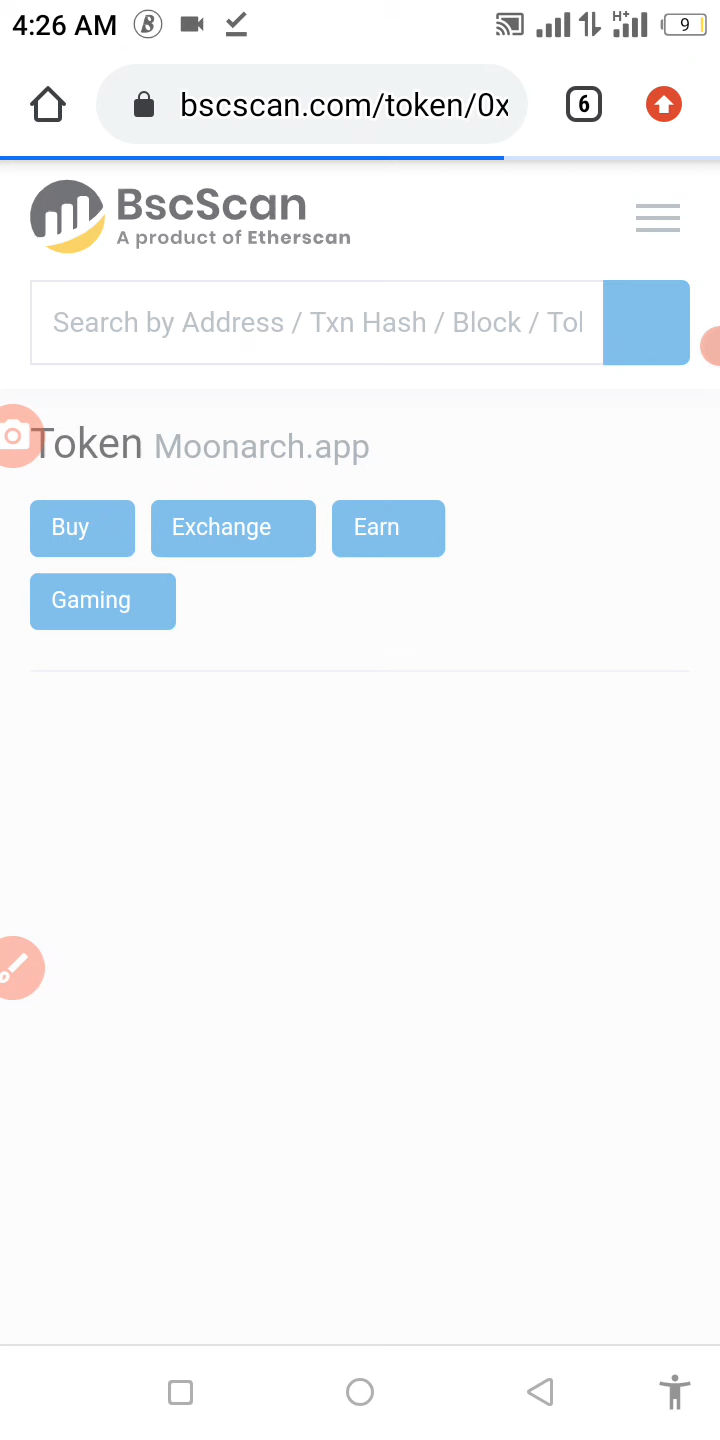 4:26 AM
H+
9
bscscan.com/token/0x
6
BscScan
A product of Etherscan
Search by Address / Txn Hash / Block / Tol
Token Moonarch.app
Buy
Exchange
Earn
Gaming